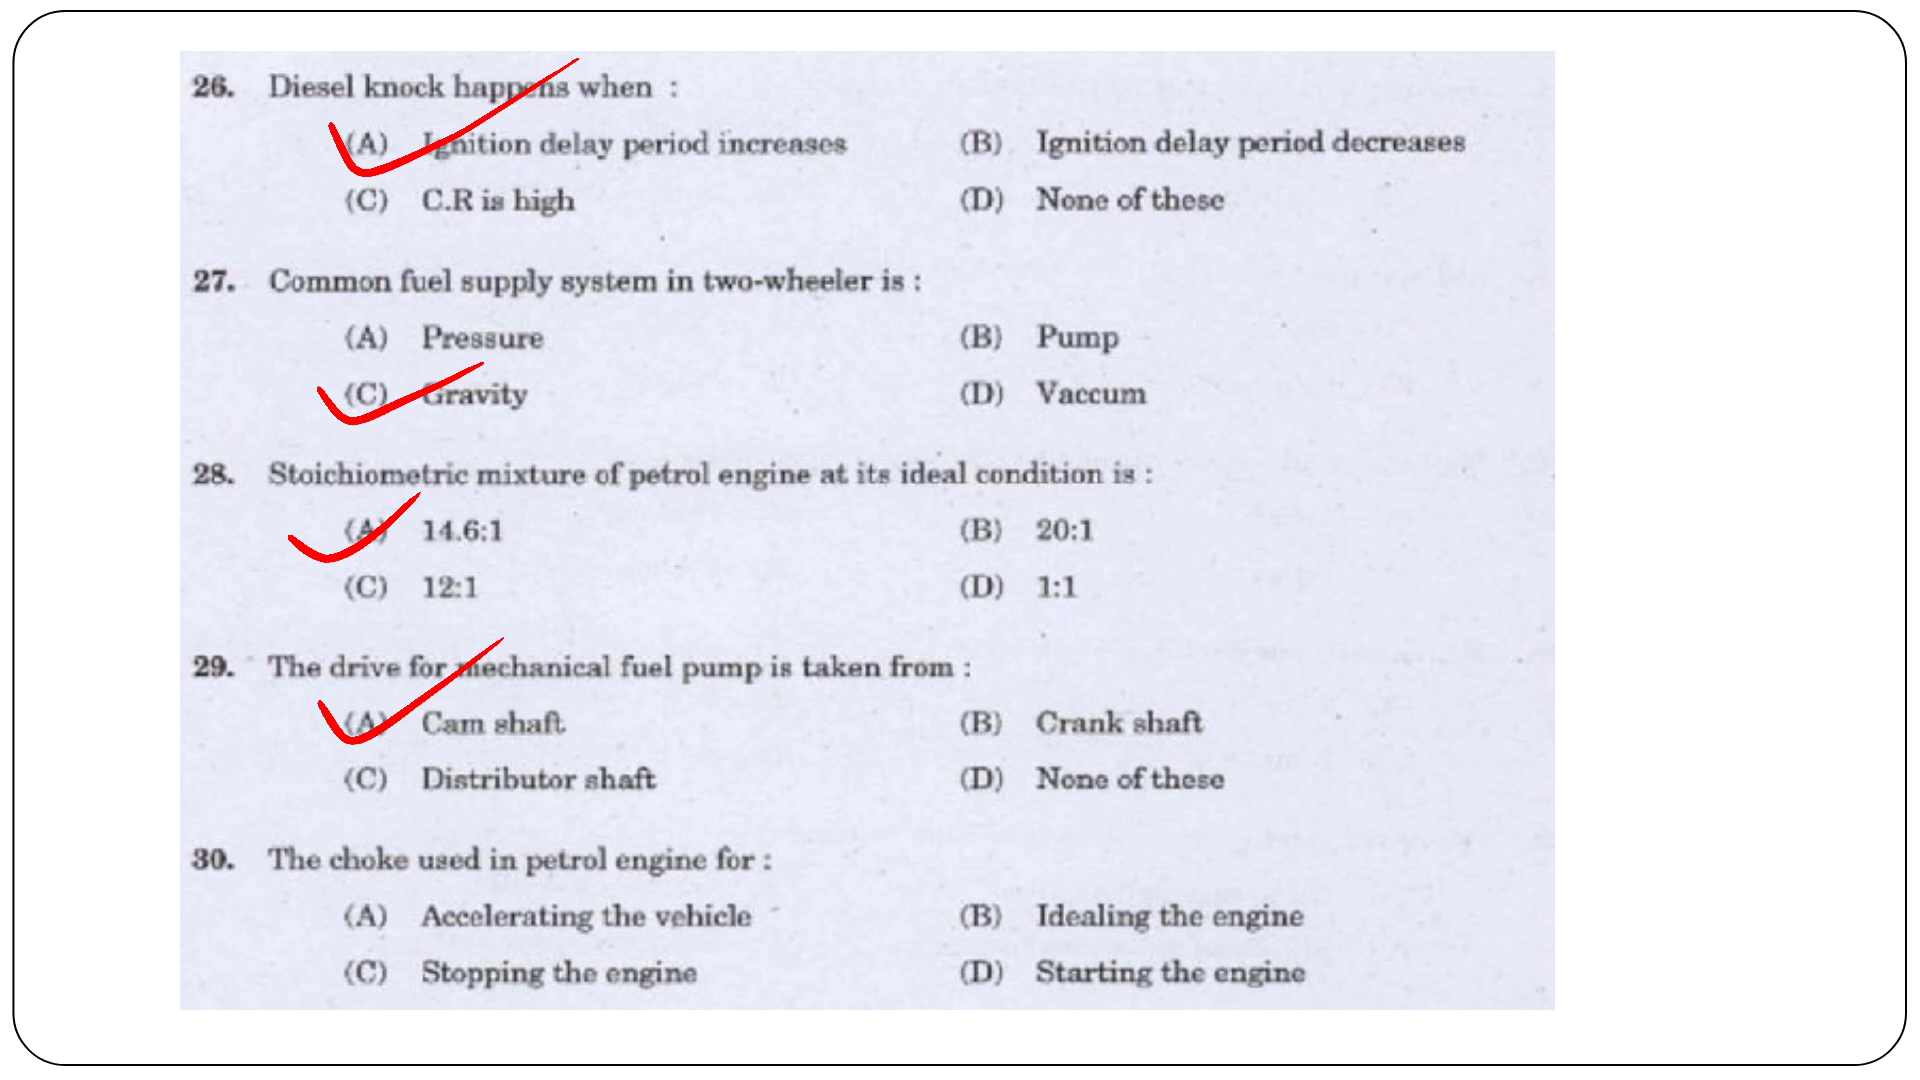 26. Diesel knock happens when :
(A) Ignition delay period increases (B) Ignition delay period decreases
(C) C.R is high (D) None of these
27. Common fuel supply system in two-wheeler is :
(A) Pressure (B) Pump
(C) Gravity (D) Vaccum
28. Stoichiometric mixture of petrol engine at its ideal condition is :
(A) 14.6:1 (B) 20:1
(C) 12:1 (D) 1:1
29. The drive for mechanical fuel pump is taken from :
(A) Cam shaft (B) Crank shaft
(C) Distributor shaft (D) None of these
30. The choke used in petrol engine for :
(A) Accelerating the vehicle (B) Idealing the engine
(C) Stopping the engine (D) Starting the engine